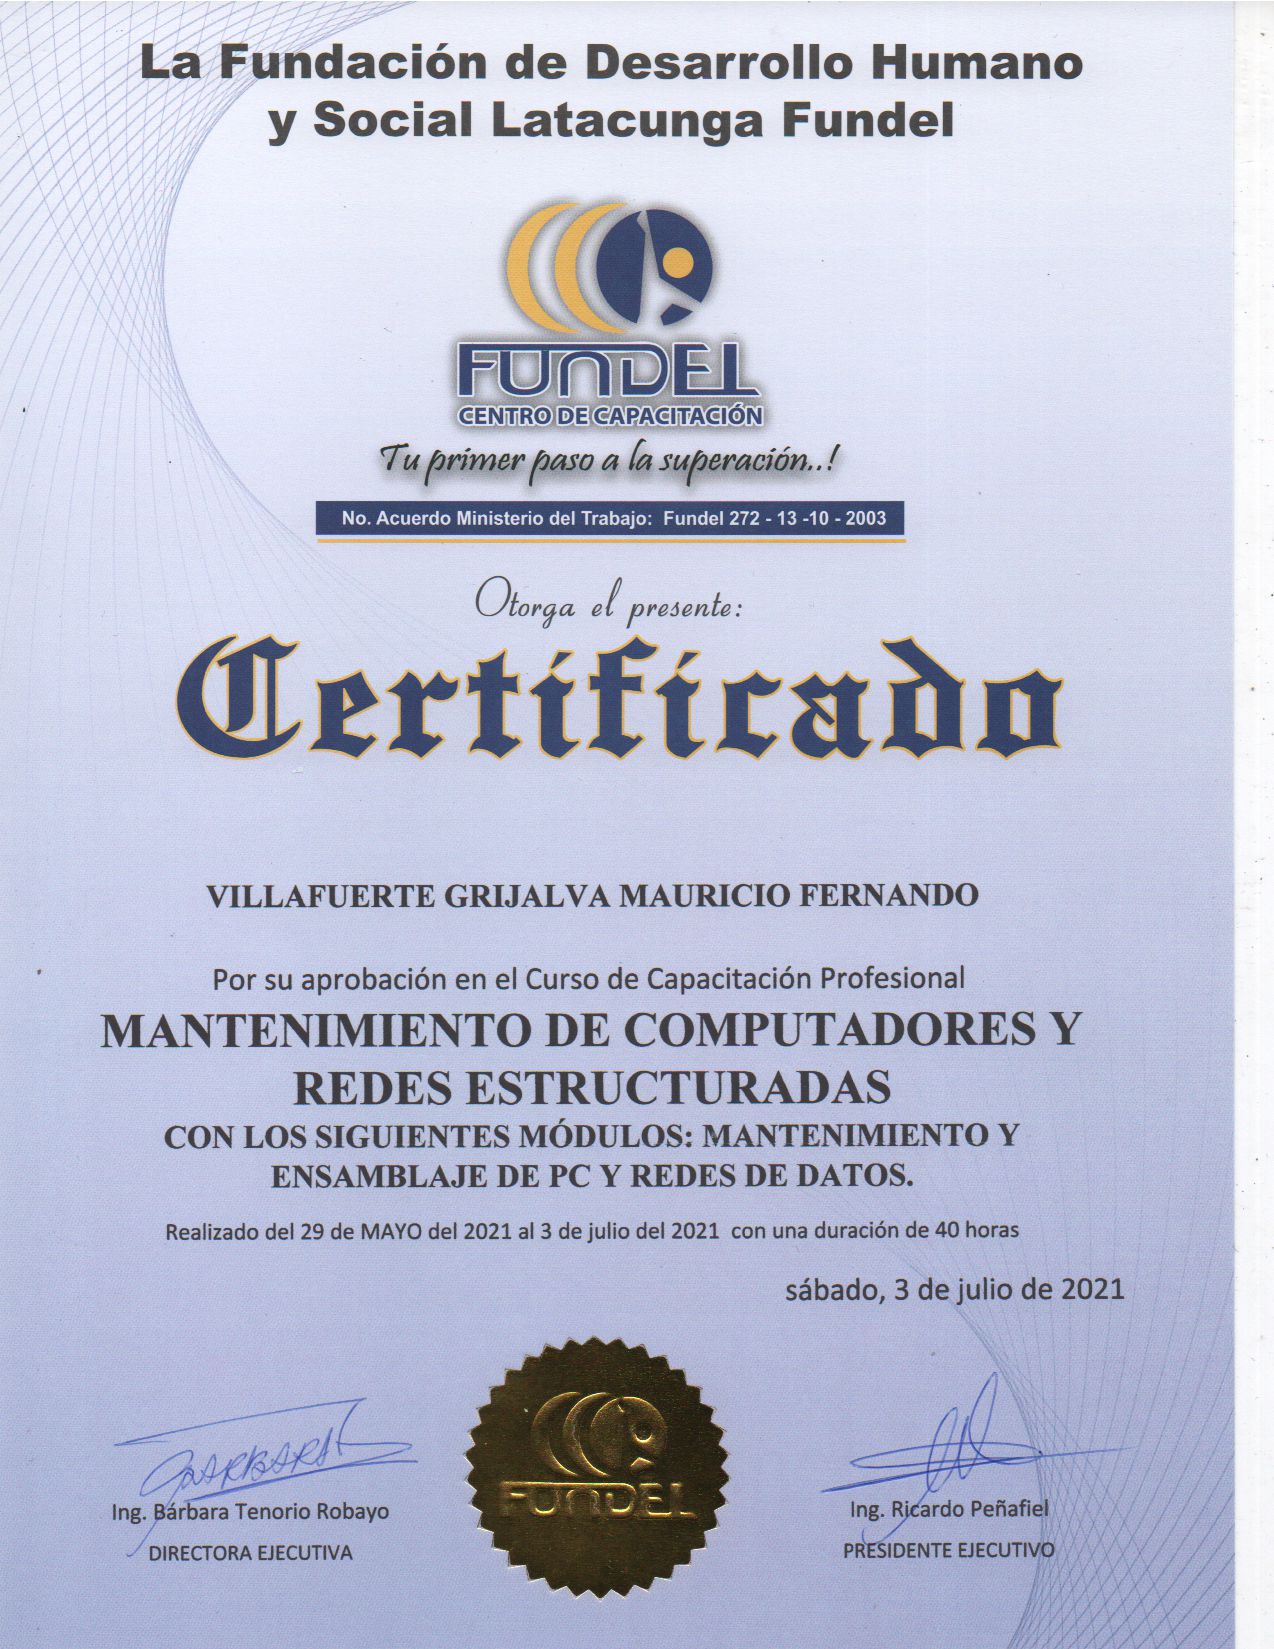 La Fundación de Desarrollo Humano
y Social Latacunga Fundel
FUNDEL
CENTRO DE CAPACITACIÓN
Tu primer paso a la superación..!
No. Acuerdo Ministerio del Trabajo: Fundel 272 - 13 -10 - 2003
Otorga el presente:
Certificado
VILLAFUERTE GRIJALVA MAURICIO FERNANDO
Por su aprobación en el Curso de Capacitación Profesional
MANTENIMIENTO DE COMPUTADORES Y
REDES ESTRUCTURADAS
CON LOS SIGUIENTES MÓDULOS: MANTENIMIENTO Y
ENSAMBLAJE DE PC Y REDES DE DATOS.
Realizado del 29 de MAYO del 2021 al 3 de julio del 2021 con una duración de 40 horas
sábado, 3 de julio de 2021
FUNDEL
Ing. Bárbara Tenorio Robayo
DIRECTORA EJECUTIVA
Ing. Ricardo Peñafiel
PRESIDENTE EJECUTIVO